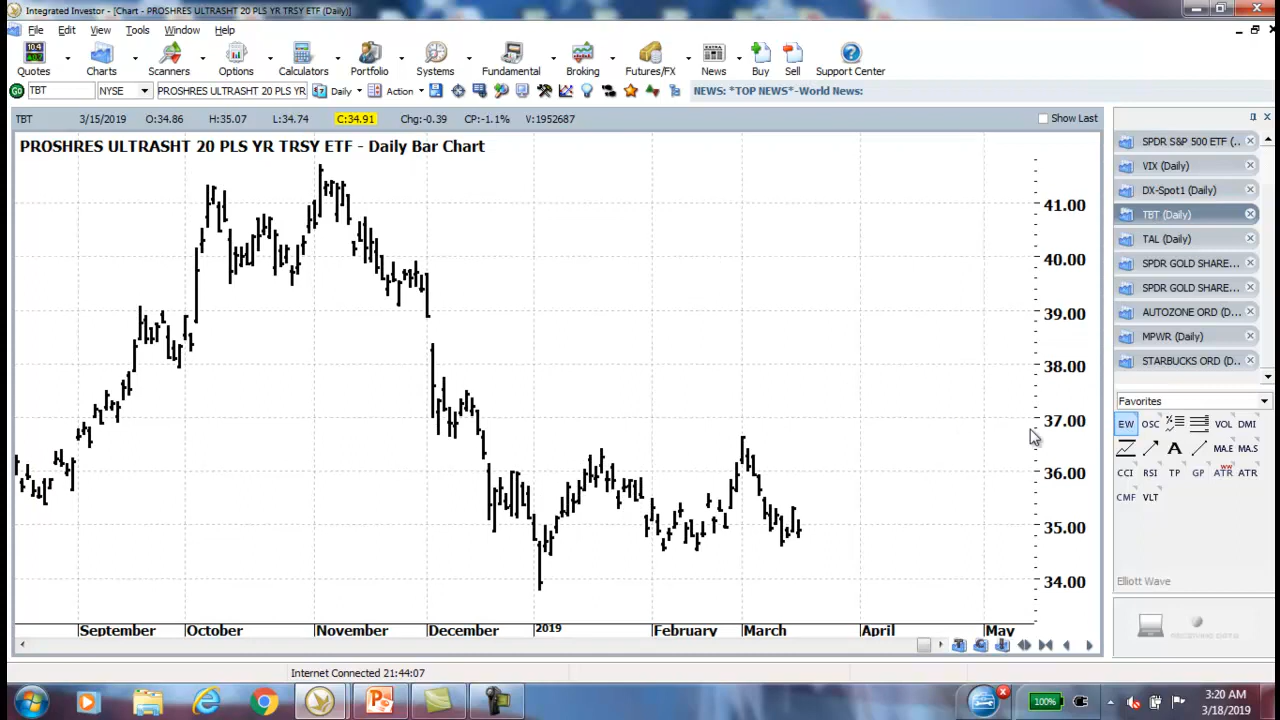 Integrated Investor - [Chart - PROSHRES ULTRASHT 20 PLS YR TRSY ETF (Daily)]
File Edit View Tools Window Help
10.4
Quotes Charts Scanners Options Calculators Portfolio Systems Fundamental Broking Futures/FX News Buy Sell Support Center
GO TBT NYSE PROSHRES ULTRASHT 20 PLS YR Daily Action NEWS: *TOP NEWS*-World News:
TBT 3/15/2019 O:34.86 H:35.07 L:34.74 C:34.91 Chg:-0.39 CP:-1.1% V:1952687 Show Last
PROSHRES ULTRASHT 20 PLS YR TRSY ETF - Daily Bar Chart
41.00
40.00
39.00
38.00
37.00
36.00
35.00
34.00
September October November December 2019 February March April May
SPDR S&P 500 ETF (..
VIX (Daily)
DX-Spot1 (Daily)
TBT (Daily)
TAL (Daily)
SPDR GOLD SHARE...
SPDR GOLD SHARE...
AUTOZONE ORD (D...
MPWR (Daily)
STARBUCKS ORD (D...
Favorites
EW OSC VOL DMI
A MA.E MA.S
CCI RSI TP GP ATR ATR
CMF VLT
Elliott Wave
Internet Connected 21:44:07
100%
3:20 AM
3/18/2019